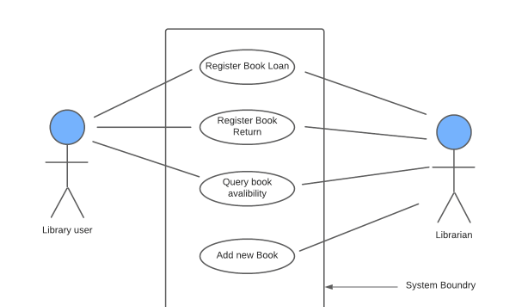 Register Book Loan
Register Book
Return
Query book
avalibility
Library user
Librarian
Add new Book
System Boundry